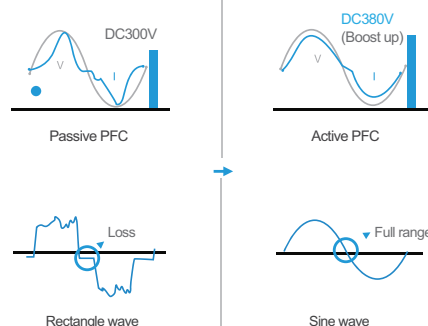 DC300V
V
I
Passive PFC
DC380V
(Boost up)
V
I
Active PFC
Loss
Rectangle wave
Full range
Sine wave